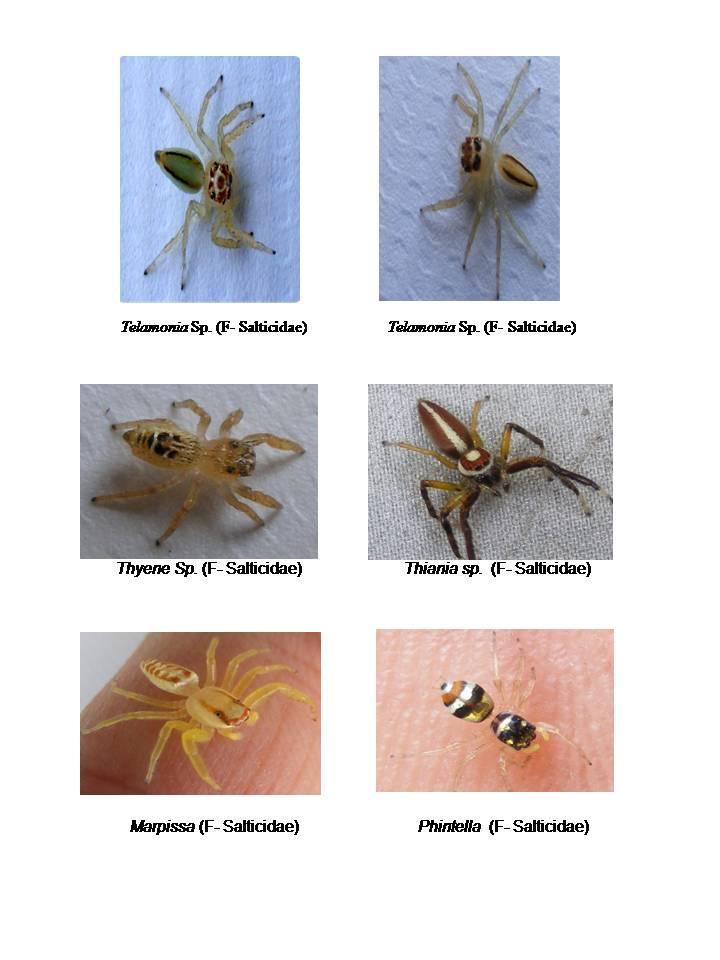 Telamonia Sp. (F- Salticidae)
Telamonia Sp. (F- Salticidae)
Thyene Sp. (F- Salticidae)
Thiania sp. (F- Salticidae)
Marpissa (F- Salticidae)
Phintella (F- Salticidae)